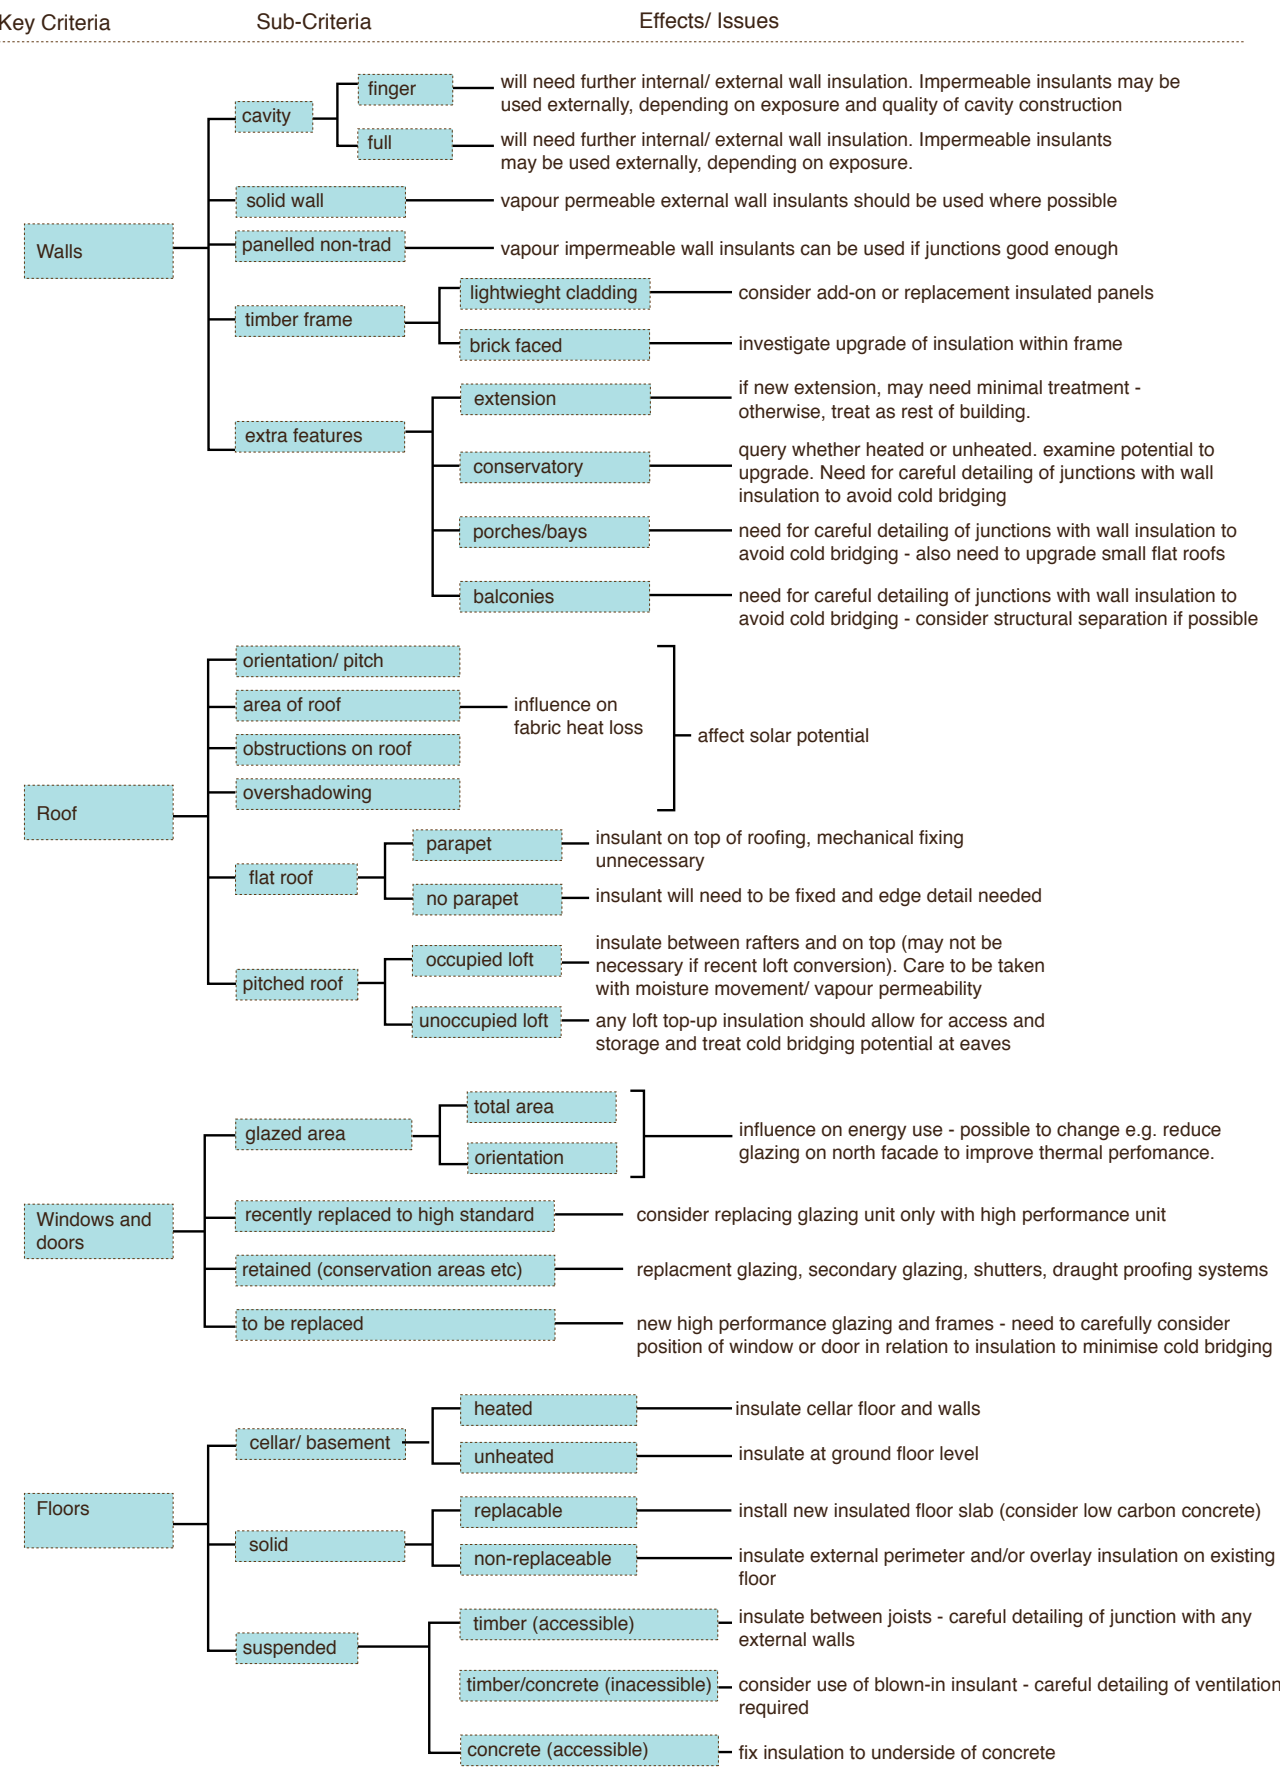 Key Criteria
Sub-Criteria
Effects/ Issues
Walls
cavity
finger
will need further internal/ external wall insulation. Impermeable insulants may be
used externally, depending on exposure and quality of cavity construction
full
will need further internal/ external wall insulation. Impermeable insulants
may be used externally, depending on exposure.
solid wall
vapour permeable external wall insulants should be used where possible
panelled non-trad
vapour impermeable wall insulants can be used if junctions good enough
timber frame
lightwieght cladding
consider add-on or replacement insulated panels
brick faced
investigate upgrade of insulation within frame
extra features
extension
if new extension, may need minimal treatment -
otherwise, treat as rest of building.
conservatory
query whether heated or unheated. examine potential to
upgrade. Need for careful detailing of junctions with wall
insulation to avoid cold bridging
porches/bays
need for careful detailing of junctions with wall insulation to
avoid cold bridging - also need to upgrade small flat roofs
balconies
need for careful detailing of junctions with wall insulation to
avoid cold bridging - consider structural separation if possible
Roof
orientation/ pitch
area of roof
influence on
fabric heat loss
obstructions on roof
overshadowing
affect solar potential
flat roof
parapet
insulant on top of roofing, mechanical fixing
unnecessary
no parapet
insulant will need to be fixed and edge detail needed
pitched roof
occupied loft
insulate between rafters and on top (may not be
necessary if recent loft conversion). Care to be taken
with moisture movement/ vapour permeability
unoccupied loft
any loft top-up insulation should allow for access and
storage and treat cold bridging potential at eaves
Windows and
doors
glazed area
total area
orientation
influence on energy use - possible to change e.g. reduce
glazing on north facade to improve thermal perfomance.
recently replaced to high standard
consider replacing glazing unit only with high performance unit
retained (conservation areas etc)
replacment glazing, secondary glazing, shutters, draught proofing systems
to be replaced
new high performance glazing and frames - need to carefully consider
position of window or door in relation to insulation to minimise cold bridging
Floors
cellar/ basement
heated
insulate cellar floor and walls
unheated
insulate at ground floor level
solid
replacable
install new insulated floor slab (consider low carbon concrete)
non-replaceable
insulate external perimeter and/or overlay insulation on existing
floor
suspended
timber (accessible)
insulate between joists - careful detailing of junction with any
external walls
timber/concrete (inacessible)
consider use of blown-in insulant - careful detailing of ventilation
required
concrete (accessible)
fix insulation to underside of concrete